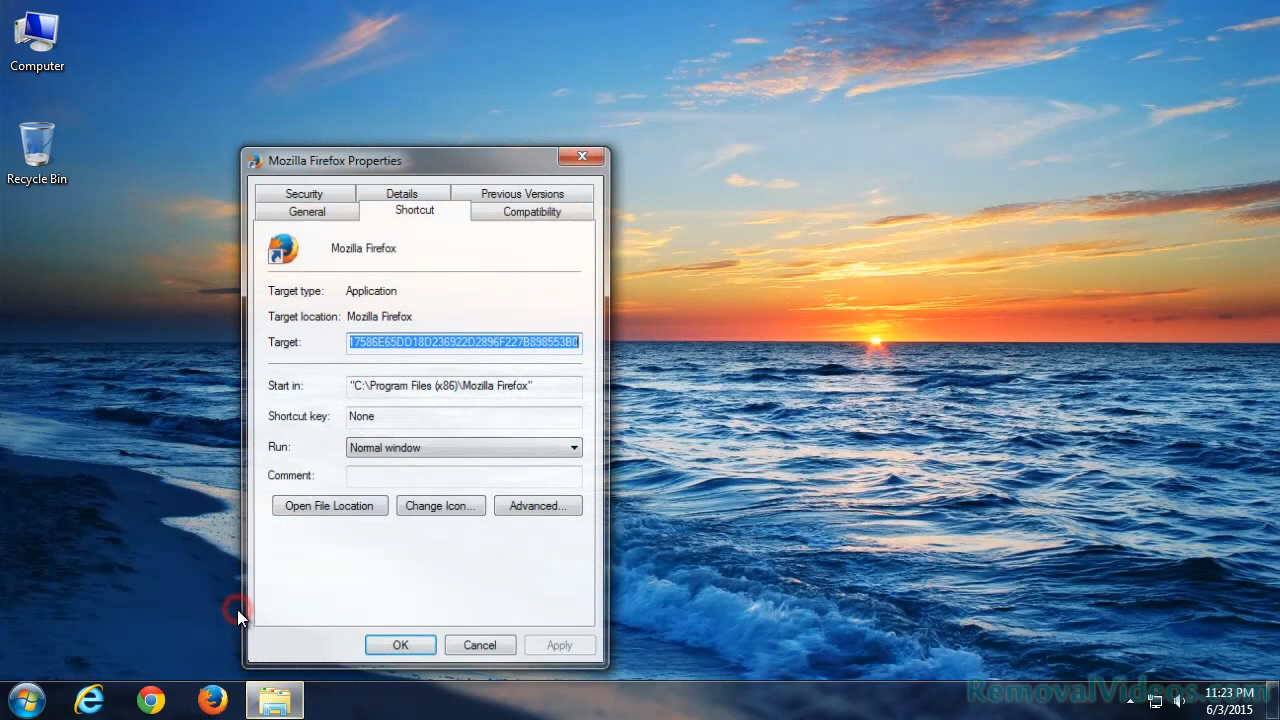 Computer
Recycle Bin
Mozilla Firefox Properties
Security Details Previous Versions
General Shortcut Compatibility
Mozilla Firefox
Target type: Application
Target location: Mozilla Firefox
Target: 17586E65DD18D236922D2896F227B898553B0
Start in: "C:\Program Files (x86)\Mozilla Firefox"
Shortcut key: None
Run: Normal window
Comment:
Open File Location Change Icon... Advanced...
OK Cancel Apply
RemovalVideos.com
11:23 PM
6/3/2015